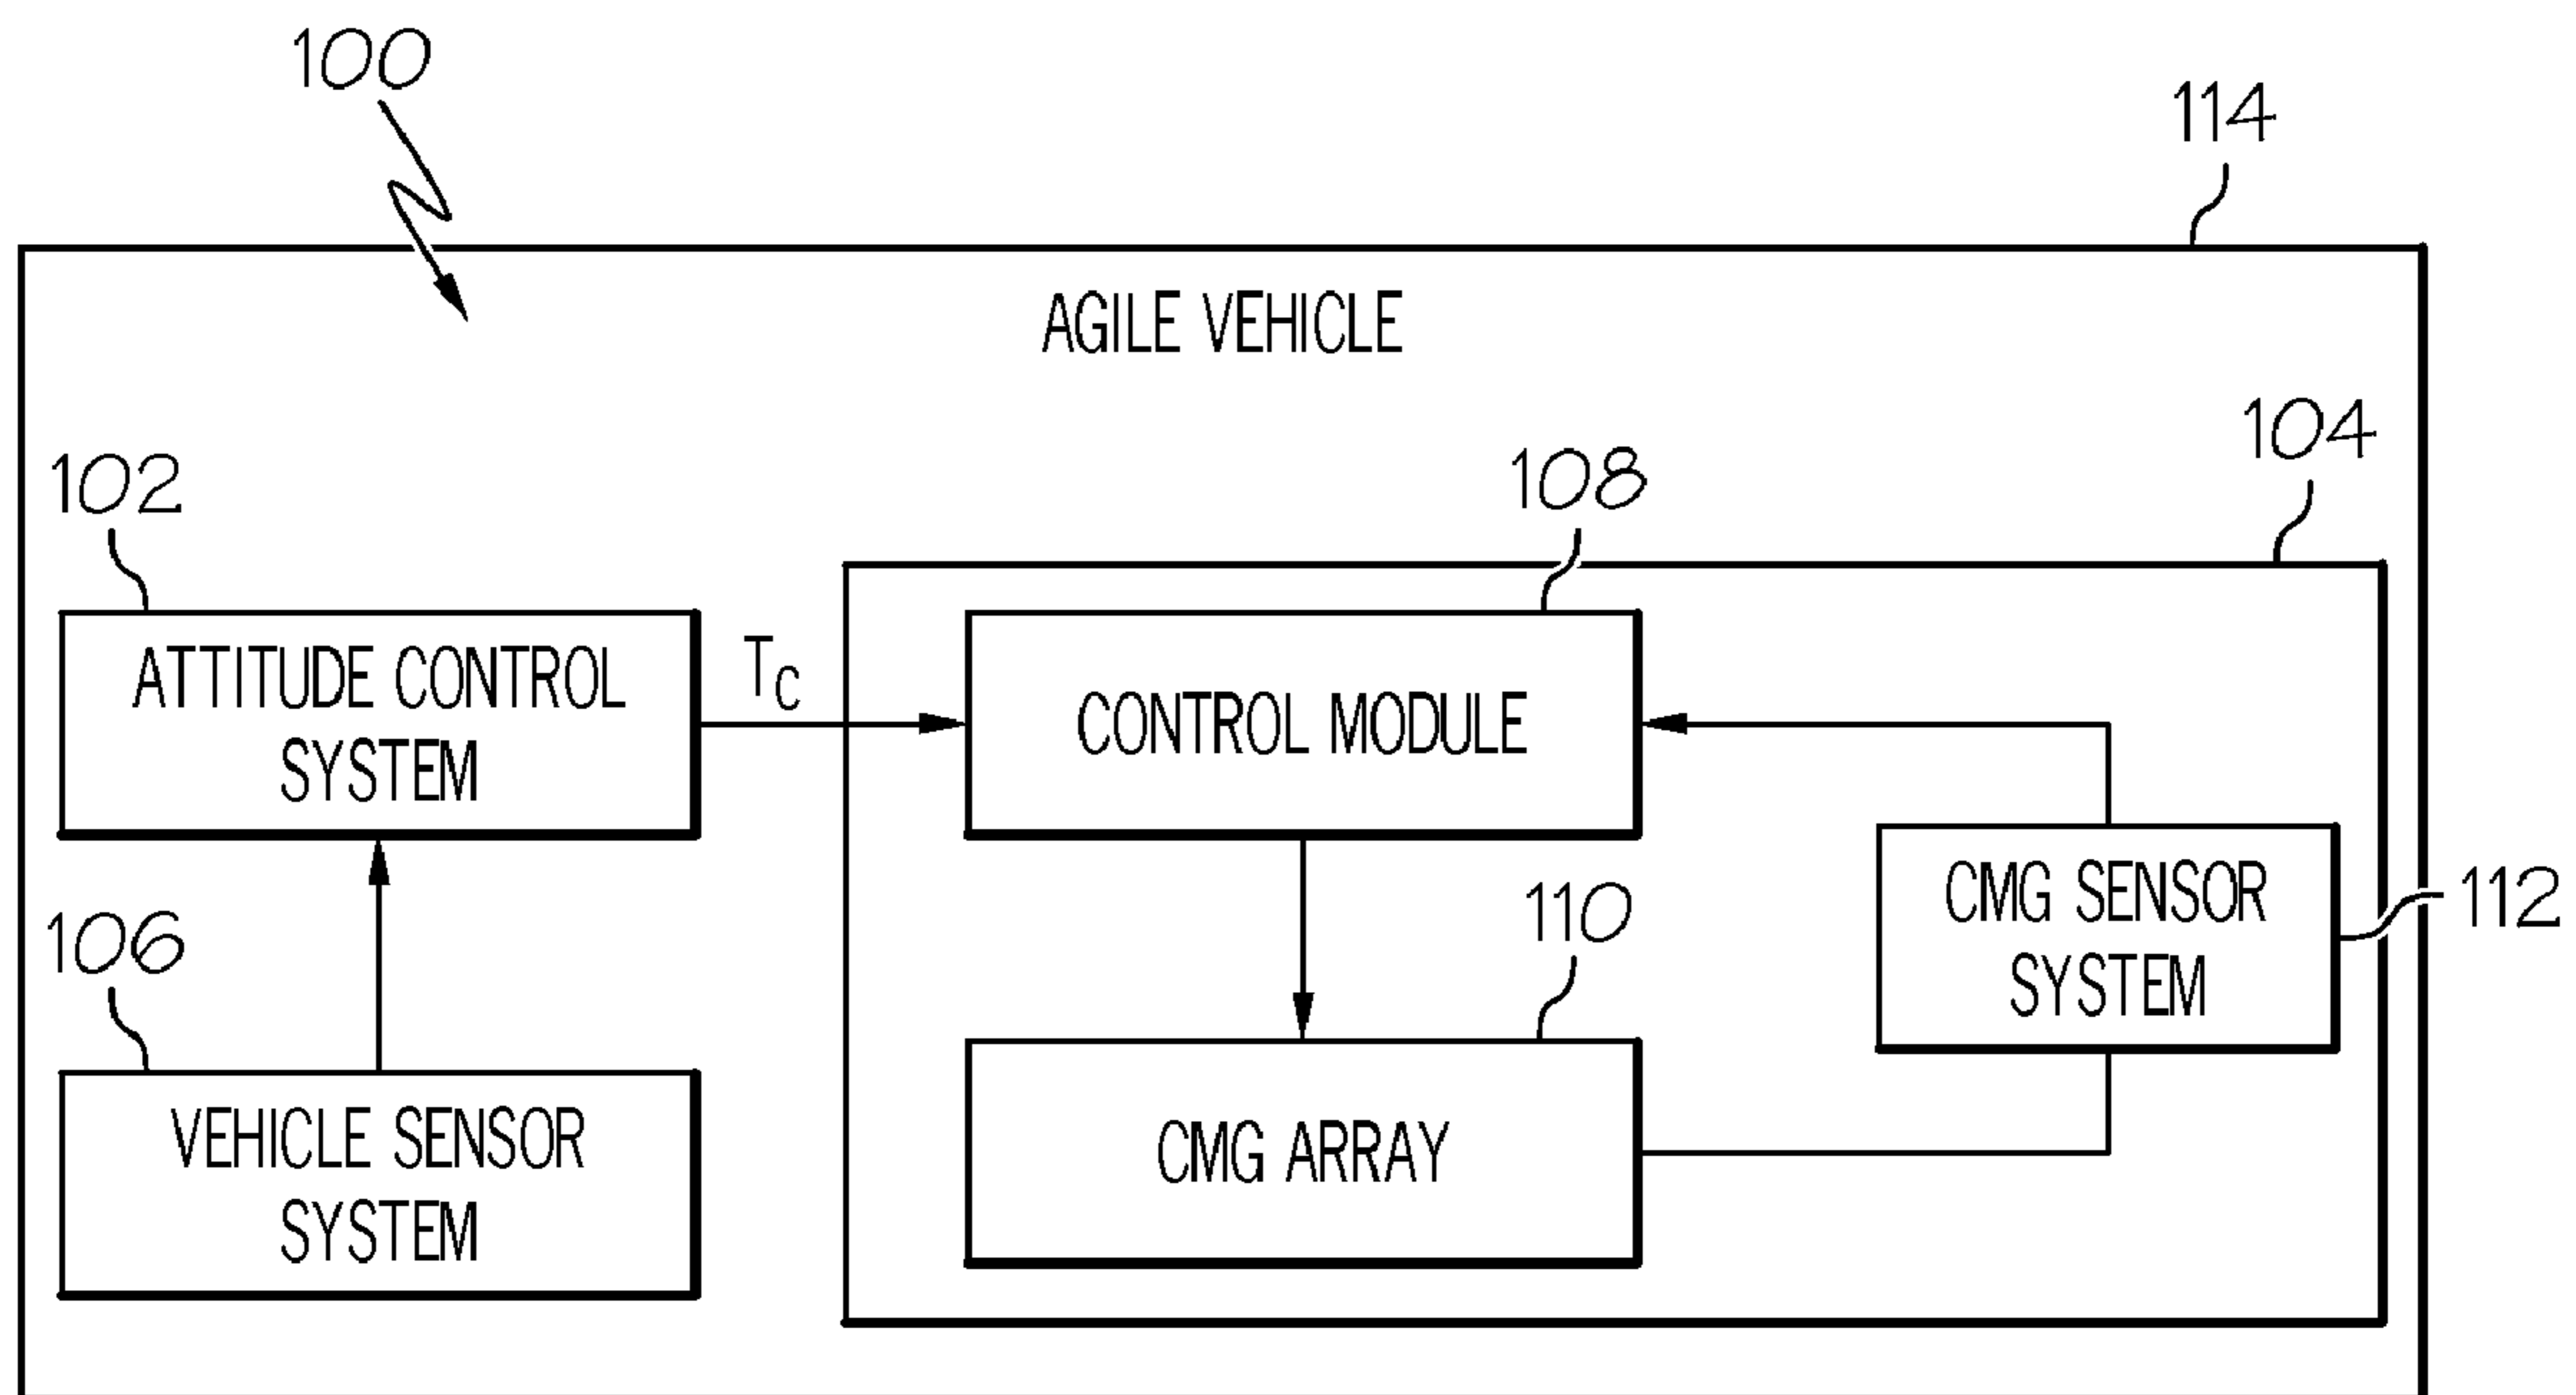 100
114
AGILE VEHICLE
104
102
108
ATTITUDE CONTROL
SYSTEM
TC
CONTROL MODULE
CMG SENSOR
SYSTEM
112
106
110
VEHICLE SENSOR
SYSTEM
CMG ARRAY